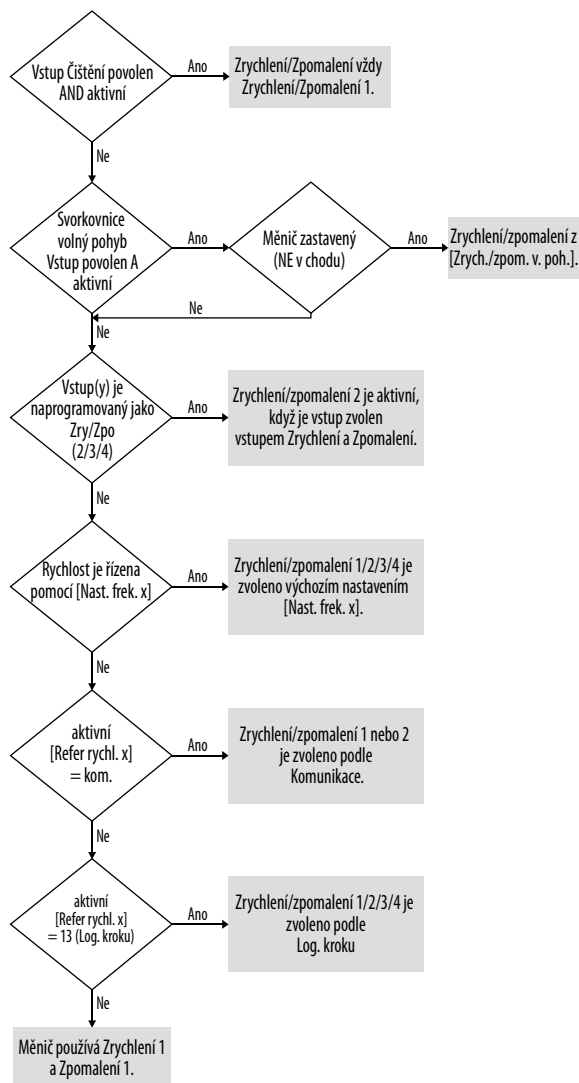 Vstup Čištění povolen
AND aktivní
Ano
Zrychlení/Zpomalení vždy
Zrychlení/Zpomalení 1.
Ne
Svorkovnice
volný pohyb
Vstup povolen A
aktivní
Ano
Měnič zastavený
(NE v chodu)
Ano
Zrychlení/zpomalení z
[Zrych./zpom. v. poh.].
Ne
Ne
Vstup(y) je
naprogramovaný jako
Zry/Zpo
(2/3/4)
Ano
Zrychlení/zpomalení 2 je aktivní,
když je vstup zvolen
vstupem Zrychlení a Zpomalení.
Ne
Rychlost je řízena
pomocí [Nast. frek. x]
Ano
Zrychlení/zpomalení 1/2/3/4 je
zvoleno výchozím nastavením
[Nast. frek. x].
Ne
aktivní
[Refer rychl. x]
= kom.
Ano
Zrychlení/zpomalení 1 nebo 2
je zvoleno podle
Komunikace.
Ne
aktivní
[Refer rychl. x]
= 13 (Log. kroku)
Ano
Zrychlení/zpomalení 1/2/3/4 je
zvoleno podle
Log. kroku
Ne
Měnič používá Zrychlení 1
a Zpomalení 1.